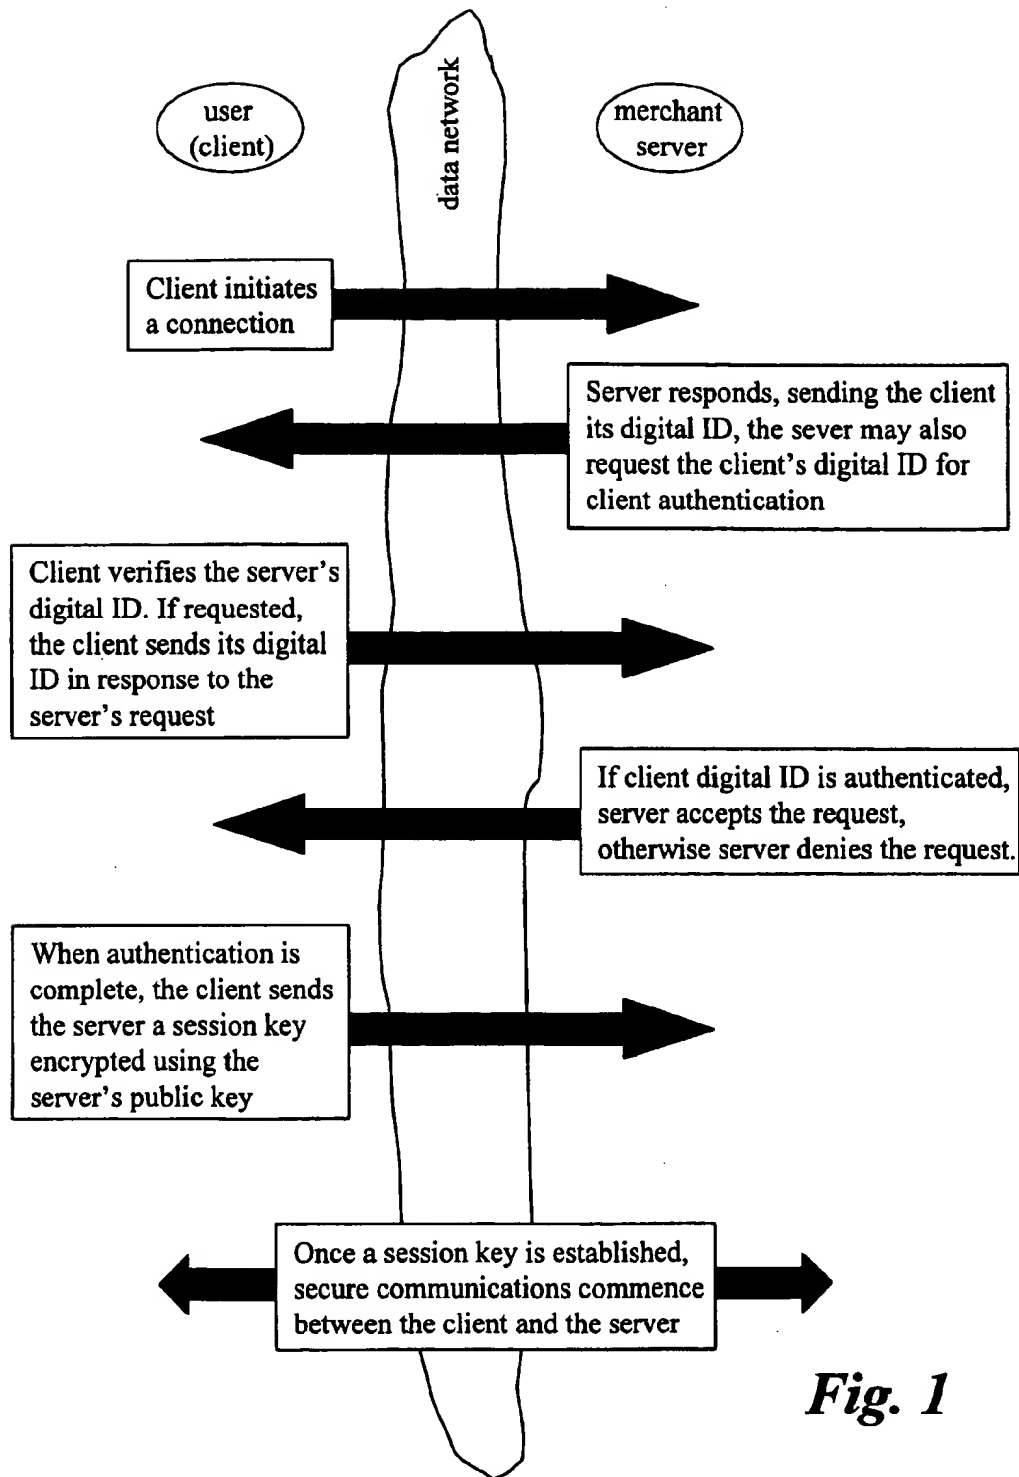 user
(client)
data network
merchant
server
Client initiates
a connection
Server responds, sending the client
its digital ID, the sever may also
request the client's digital ID for
client authentication
Client verifies the server's
digital ID. If requested,
the client sends its digital
ID in response to the
server's request
If client digital ID is authenticated,
server accepts the request,
otherwise server denies the request.
When authentication is
complete, the client sends
the server a session key
encrypted using the
server's public key
Once a session key is established,
secure communications commence
between the client and the server
Fig. 1